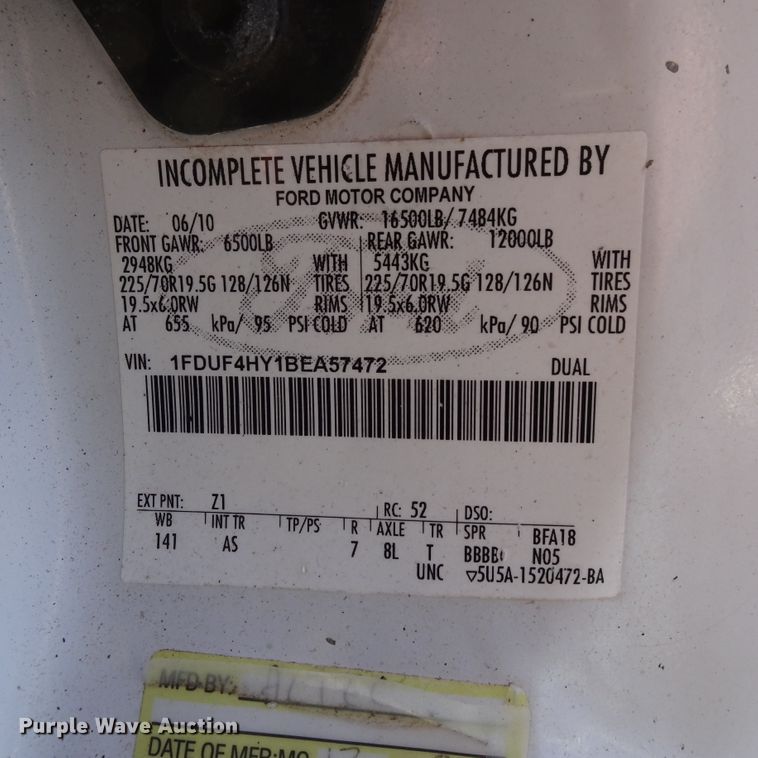 INCOMPLETE VEHICLE MANUFACTURED BY
FORD MOTOR COMPANY
DATE: 06/10 GVWR: 16500LB/ 7484KG
FRONT GAWR: 6500LB REAR GAWR: 12000LB
2948KG WITH 5443KG WITH
225/70R19.5G 128/126N TIRES 225/70R19.5G 128/126N TIRES
19.5x6.0RW RIMS 19.5x6.0RW RIMS
AT 655 kPa/ 95 PSI COLD AT 620 kPa/ 90 PSI COLD
VIN: 1FDUF4HY1BEA57472 DUAL
EXT PNT: Z1 RC: 52 DSO:
WB INT TR TP/PS R AXLE TR SPR BFA18
141 AS 7 8L T BBBB N05
UNC ▽5U5A-1520472-BA
MFD BY: ALTEC
Purple Wave Auction
DATE OF MFR: MO